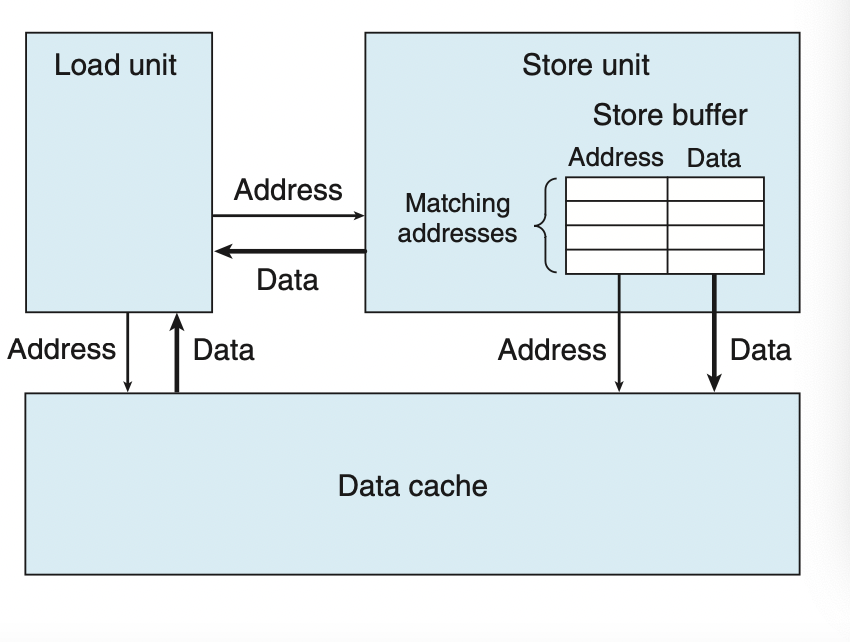 Load unit
Store unit
Store buffer
Address Data
Address
Matching
addresses
Data
Address
Data
Address
Data
Data cache